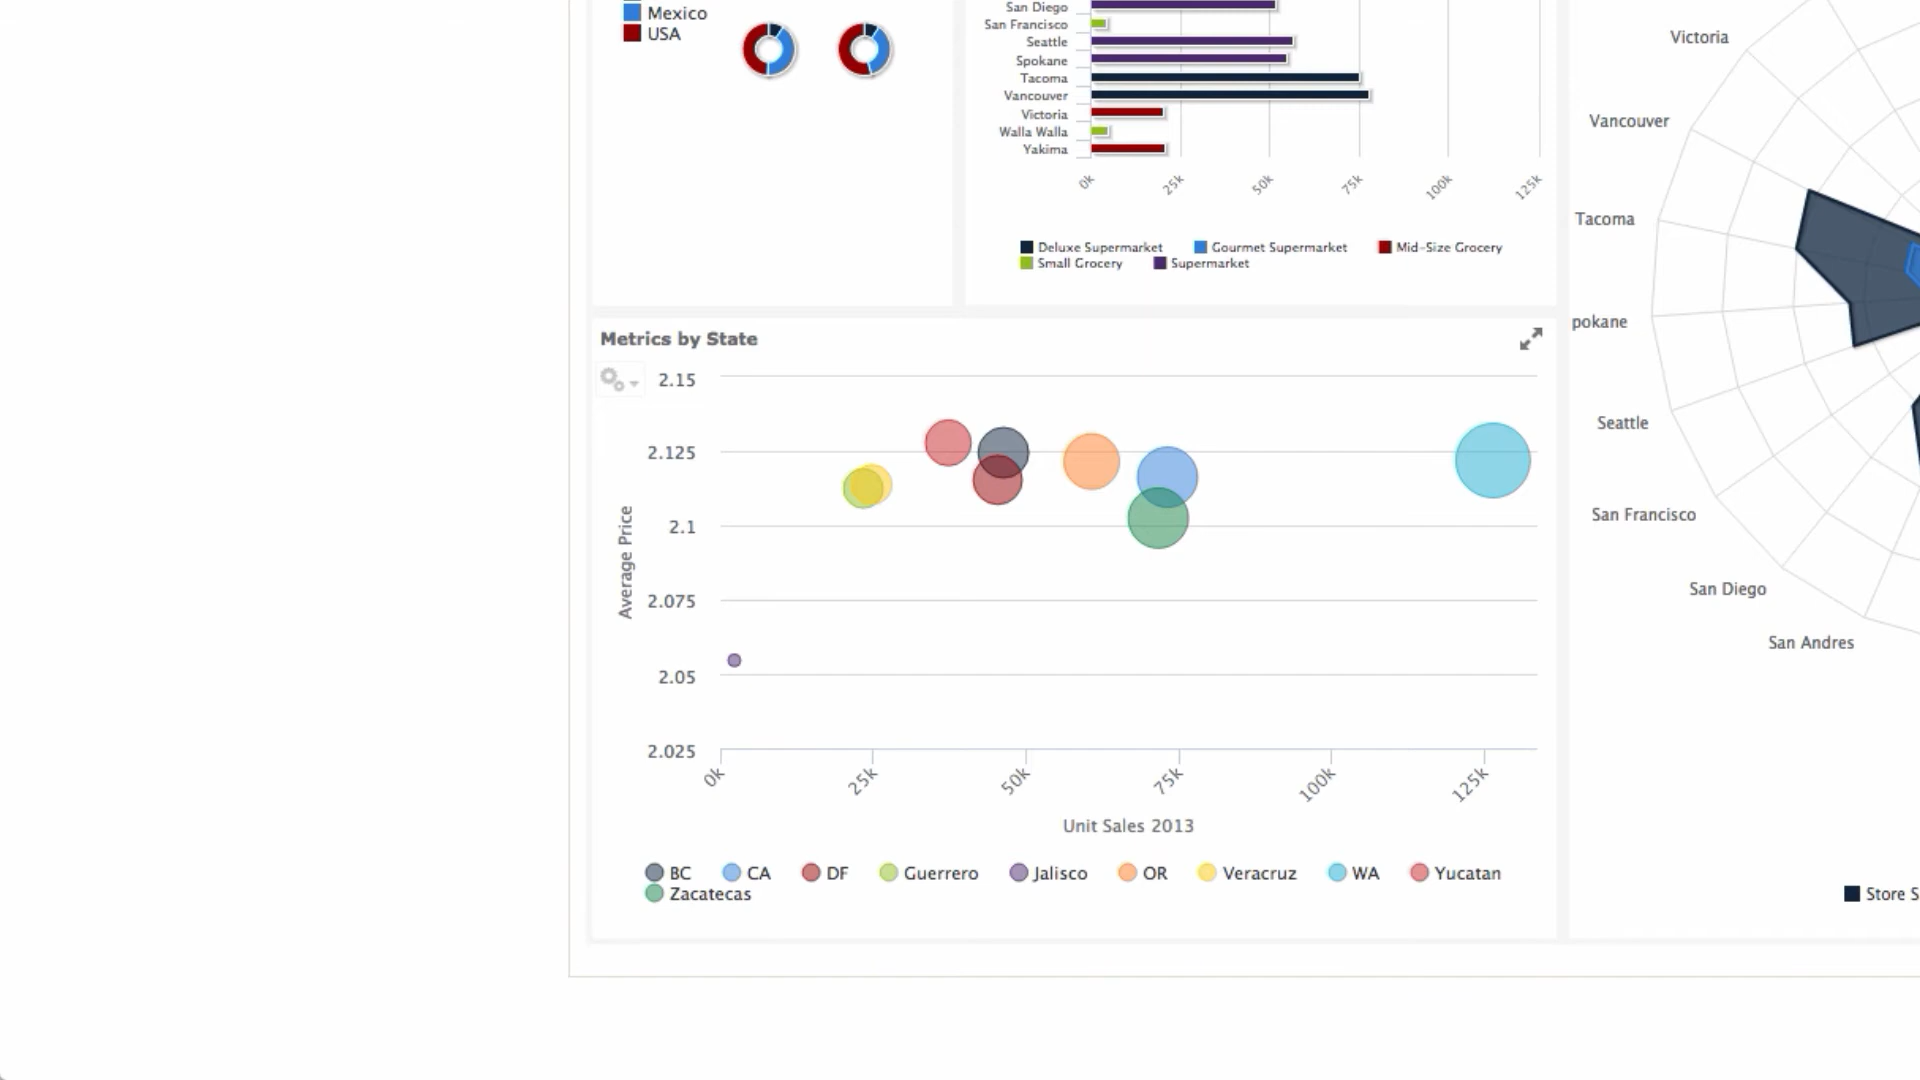 Mexico
USA
San Diego
San Francisco
Seattle
Spokane
Tacoma
Vancouver
Victoria
Walla Walla
Yakima
0k 25k 50k 75k 100k 125k
Deluxe Supermarket Gourmet Supermarket Mid-Size Grocery
Small Grocery Supermarket
Metrics by State
2.15
2.125
2.1
2.075
2.05
2.025
Average Price
0k 25k 50k 75k 100k 125k
Unit Sales 2013
BC CA DF Guerrero Jalisco OR Veracruz WA Yucatan
Zacatecas
Victoria
Vancouver
Tacoma
pokane
Seattle
San Francisco
San Diego
San Andres
Store S